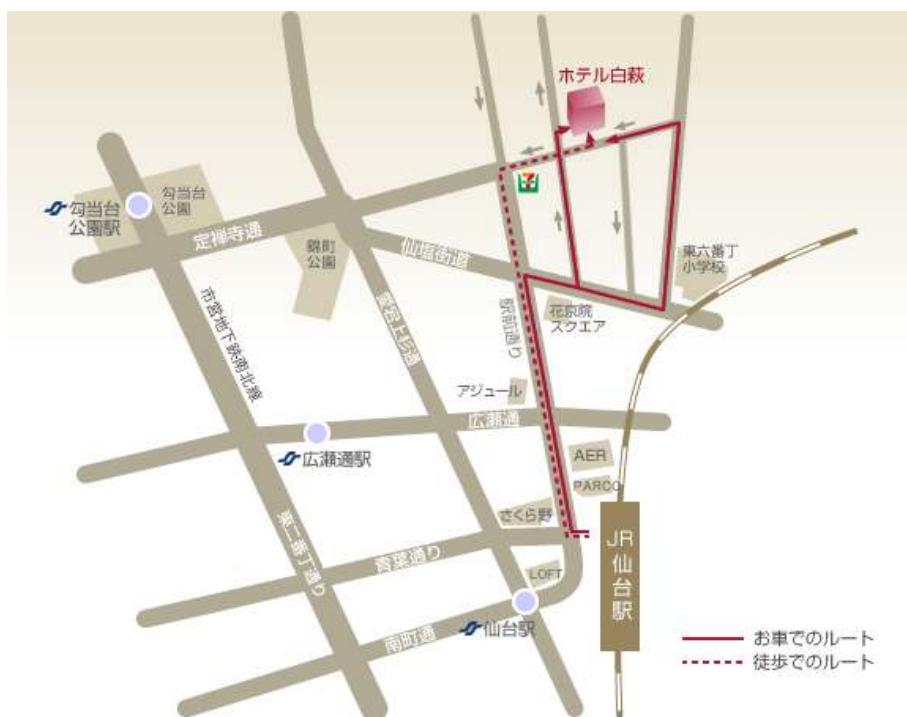 ホテル白萩
勾当台
公園駅
勾当台
公園
定禅寺通
錦町
公園
仙塩街道
東六番丁
小学校
花京院
スクエア
駅前通り
愛宕上杉通
市営地下鉄南北線
アジュール
広瀬通
広瀬通駅
AER
PARCO
さくら野
東二番丁通り
青葉通り
LOFT
JR仙台駅
仙台駅
南町通
お車でのルート
徒歩でのルート